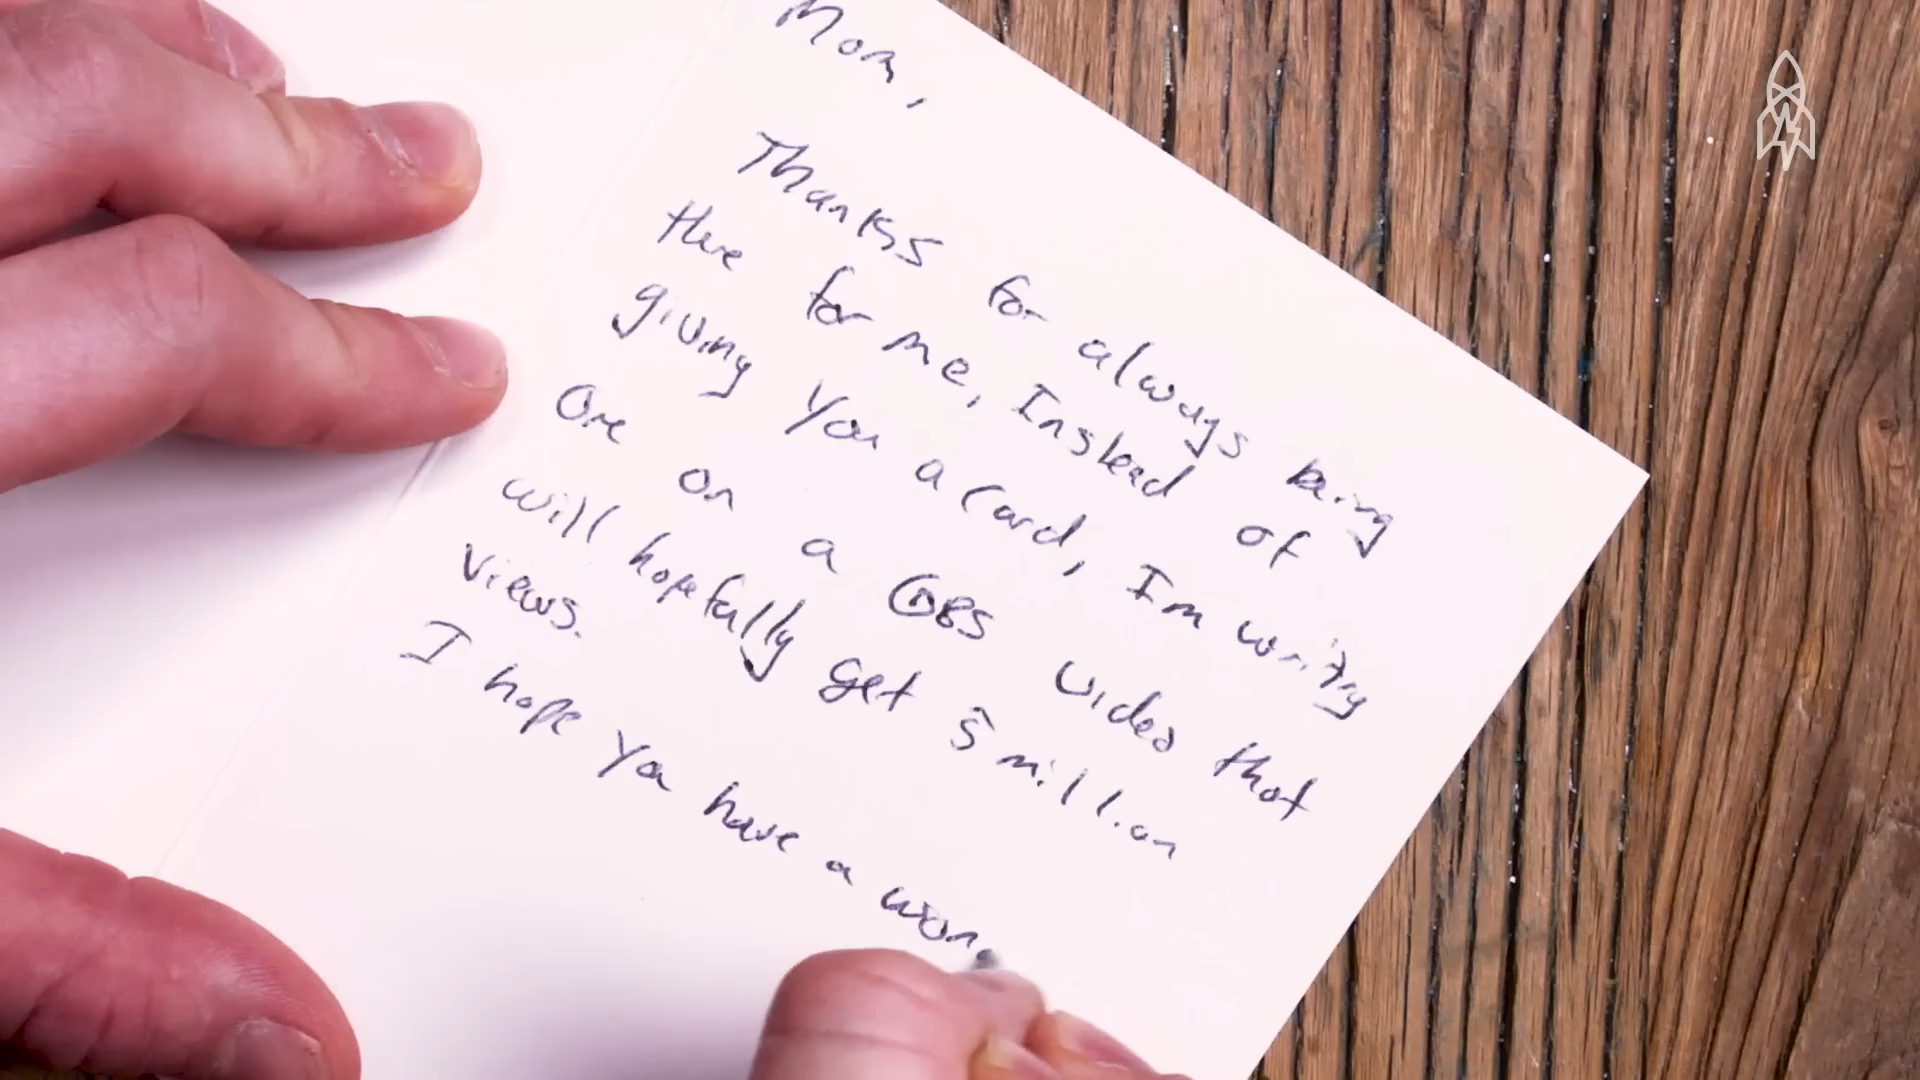 Mom,
Thanks for always being
there for me, Instead of
giving You a Card, I'm writing
One on a GBS video that
will hopefully get 5 million
views.
I hope you have a won